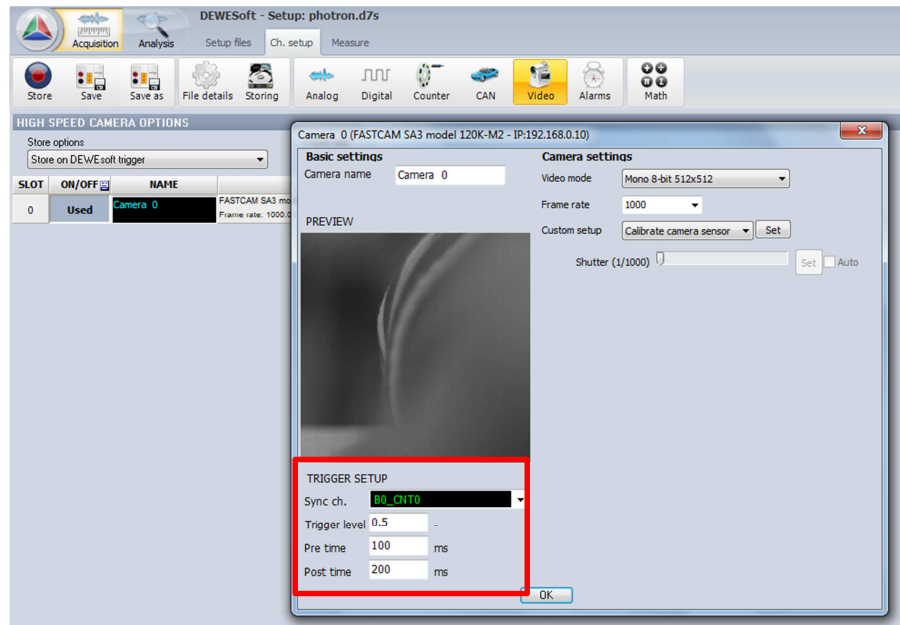 DEWESoft - Setup: photron.d7s
Acquisition Analysis Setup files Ch. setup Measure
Store Save Save as File details Storing Analog Digital Counter CAN Video Alarms Math
HIGH SPEED CAMERA OPTIONS
Store options
Store on DEWEsoft trigger
SLOT ON/OFF NAME
0 Used Camera 0 FASTCAM SA3 mo
Frame rate: 1000.0
Camera 0 (FASTCAM SA3 model 120K-M2 - IP:192.168.0.10)
Basic settings
Camera name Camera 0
PREVIEW
Camera settings
Video mode Mono 8-bit 512x512
Frame rate 1000
Custom setup Calibrate camera sensor Set
Shutter (1/1000) Set Auto
TRIGGER SETUP
Sync ch. B0_CNT0
Trigger level 0.5 -
Pre time 100 ms
Post time 200 ms
OK